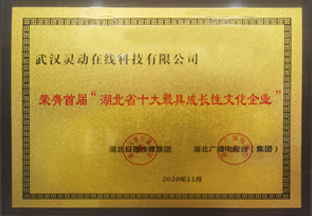 武汉灵动在线科技有限公司
荣膺首届“湖北省十大最具成长性文化企业”
湖北日报传媒集团 湖北广播电视台（集团）
2020年11月